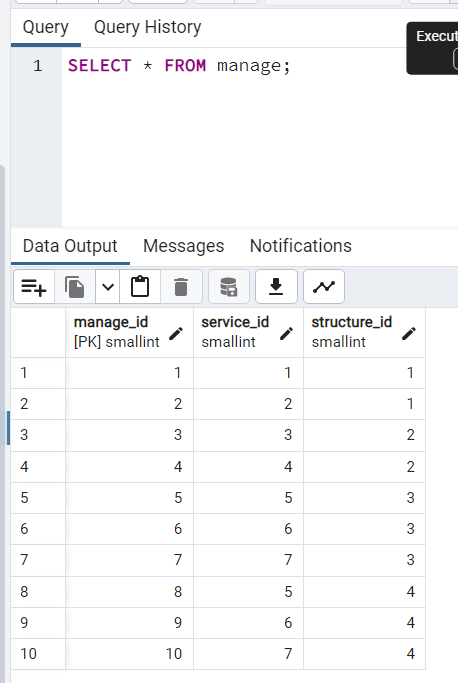 Query Query History
Execut
1 SELECT * FROM manage;
Data Output Messages Notifications
manage_id service_id structure_id
[PK] smallint smallint smallint
1 1 1 1
2 2 2 1
3 3 3 2
4 4 4 2
5 5 5 3
6 6 6 3
7 7 7 3
8 8 5 4
9 9 6 4
10 10 7 4